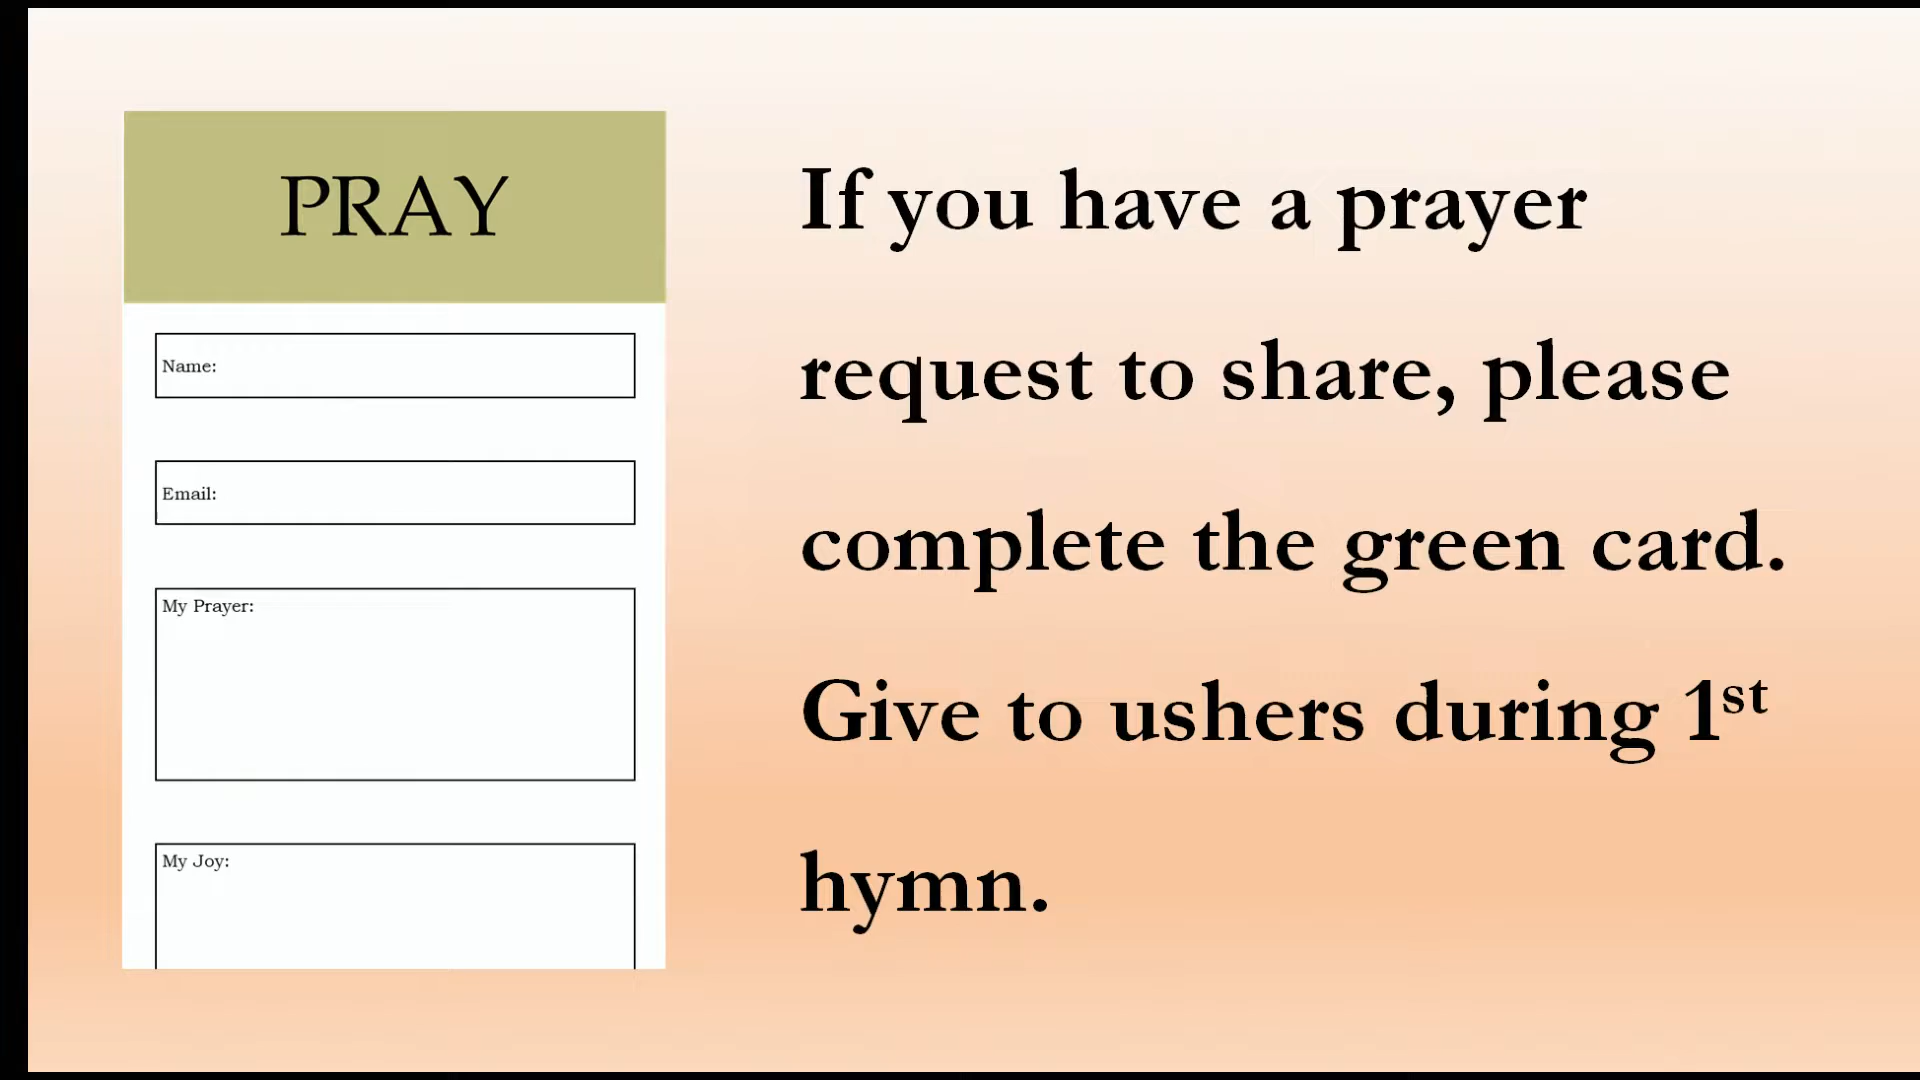 PRAY
Name:
Email:
My Prayer:
My Joy:
If you have a prayer
request to share, please
complete the green card.
Give to ushers during 1st
hymn.